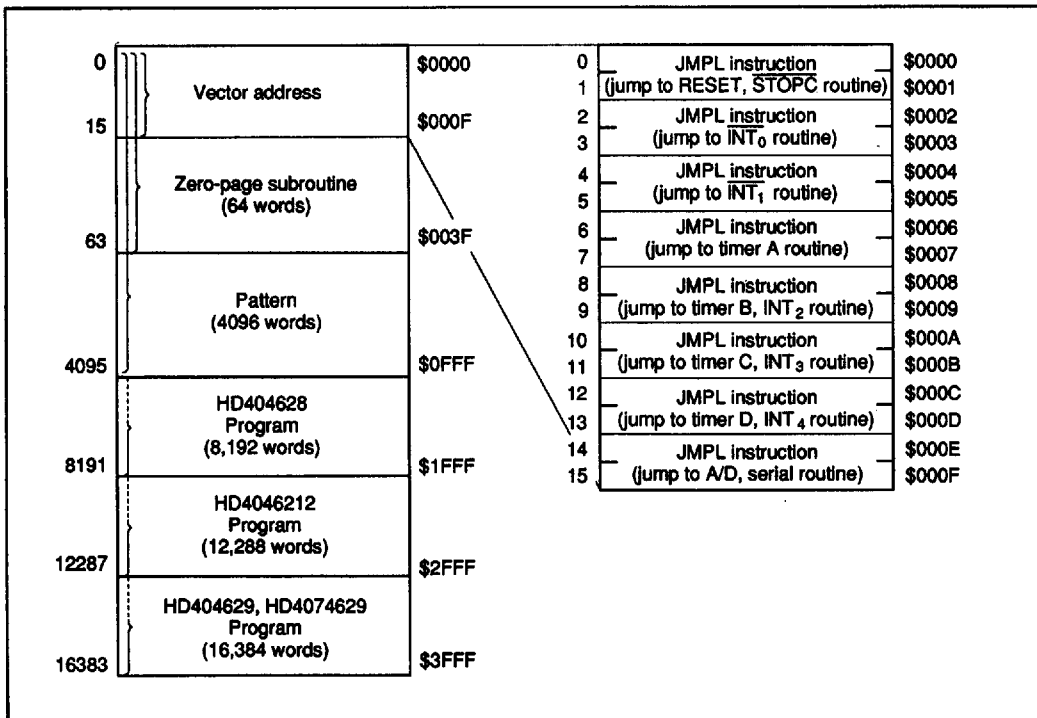 0
Vector address
15
$0000
$000F
Zero-page subroutine
(64 words)
63
$003F
Pattern
(4096 words)
4095
$0FFF
HD404628
Program
(8,192 words)
8191
$1FFF
HD4046212
Program
(12,288 words)
12287
$2FFF
HD404629, HD4074629
Program
(16,384 words)
16383
$3FFF
0 JMPL instruction $0000
1 (jump to RESET, STOPC routine) $0001
2 JMPL instruction $0002
3 (jump to INT0 routine) $0003
4 JMPL instruction $0004
5 (jump to INT1 routine) $0005
6 JMPL instruction $0006
7 (jump to timer A routine) $0007
8 JMPL instruction $0008
9 (jump to timer B, INT2 routine) $0009
10 JMPL instruction $000A
11 (jump to timer C, INT3 routine) $000B
12 JMPL instruction $000C
13 (jump to timer D, INT4 routine) $000D
14 JMPL instruction $000E
15 (jump to A/D, serial routine) $000F